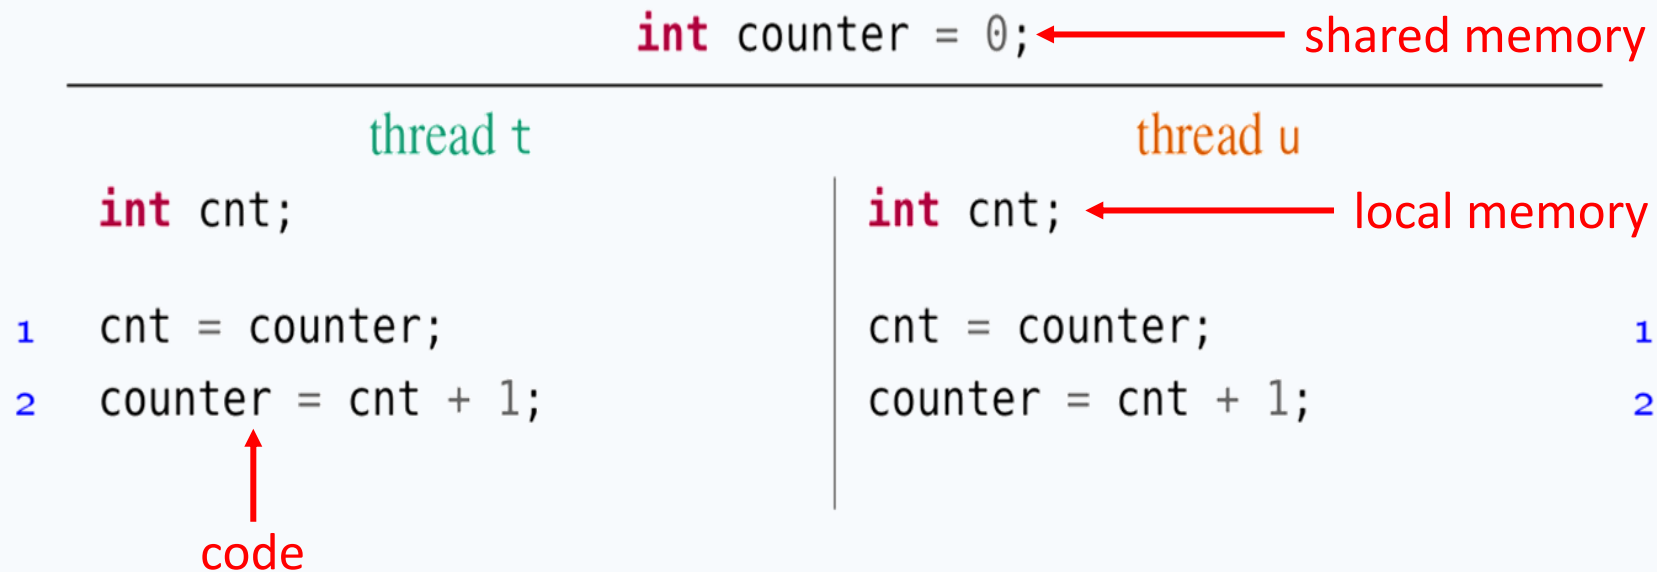 int counter = 0; shared memory
thread t thread u
int cnt; int cnt; local memory
1 cnt = counter; cnt = counter; 1
2 counter = cnt + 1; counter = cnt + 1; 2
code